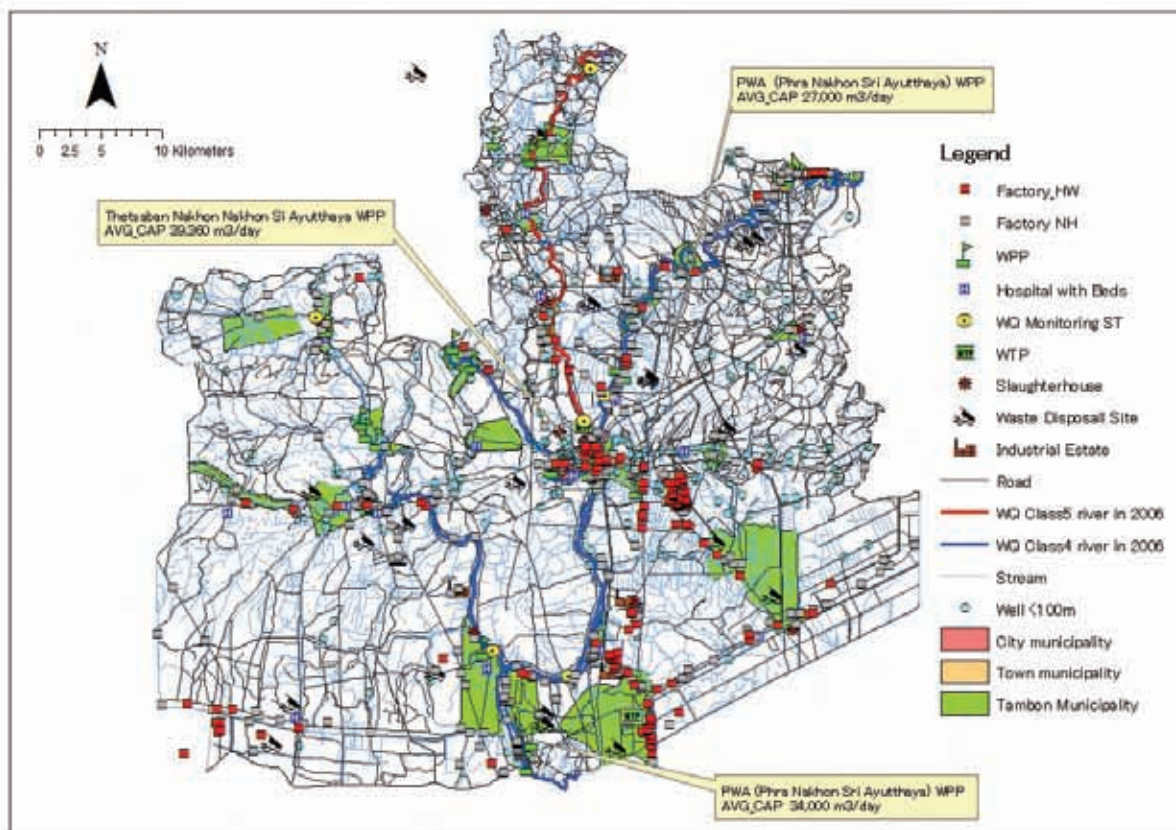 N
0 2.5 5 10 Kilometers
PWA (Phra Nakhon Sri Ayutthaya) WPP
AVG_CAP 27,000 m3/day
Thetsaban Nakhon Nakhon Si Ayutthaya WPP
AVG_CAP 39,360 m3/day
Legend
Factory_HW
Factory NH
WPP
Hospital with Beds
WQ Monitoring ST
WTP
Slaughterhouse
Waste Disposall Site
Industrial Estate
Road
WQ Class5 river in 2006
WQ Class4 river in 2006
Stream
Well <100m
City municipality
Town municipality
Tambon Municipality
WTP
PWA (Phra Nakhon Sri Ayutthaya) WPP
AVG_CAP 34,000 m3/day